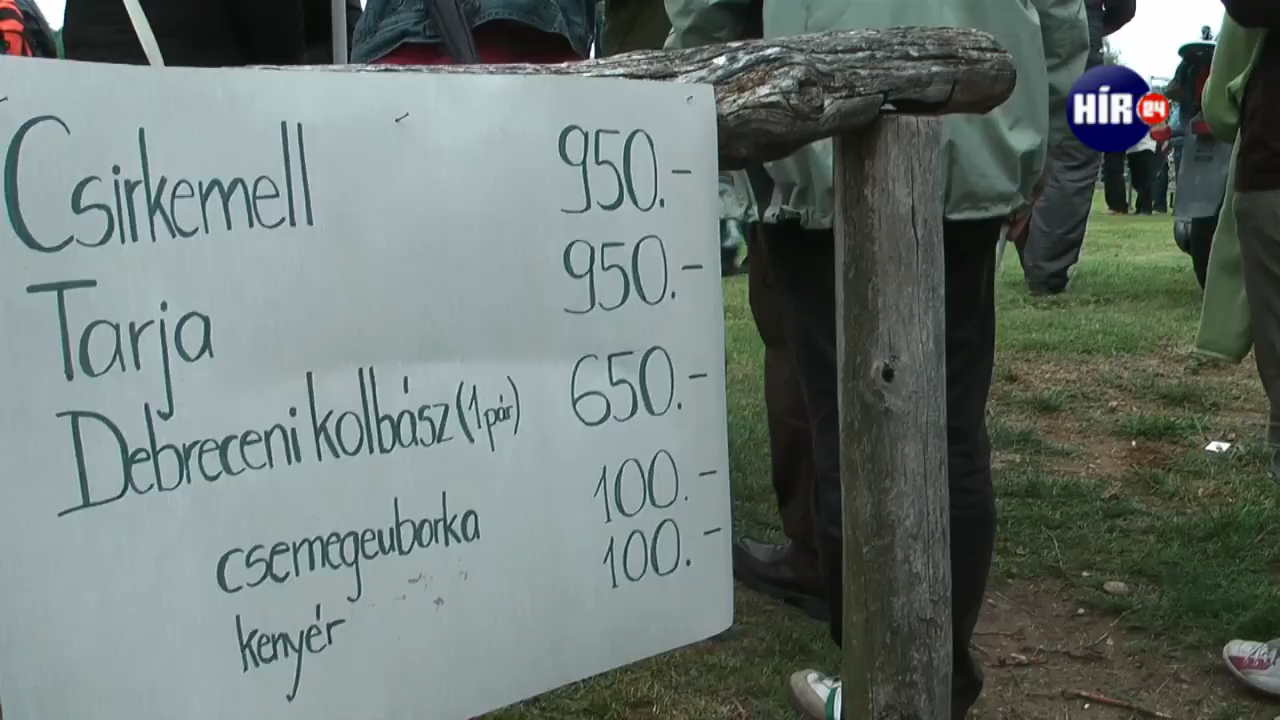 Csirkemell 950.-
Tarja 950.-
Debreceni kolbász (1 pár) 650.-
csemegeuborka 100.-
kenyér 100.-
HÍR 24